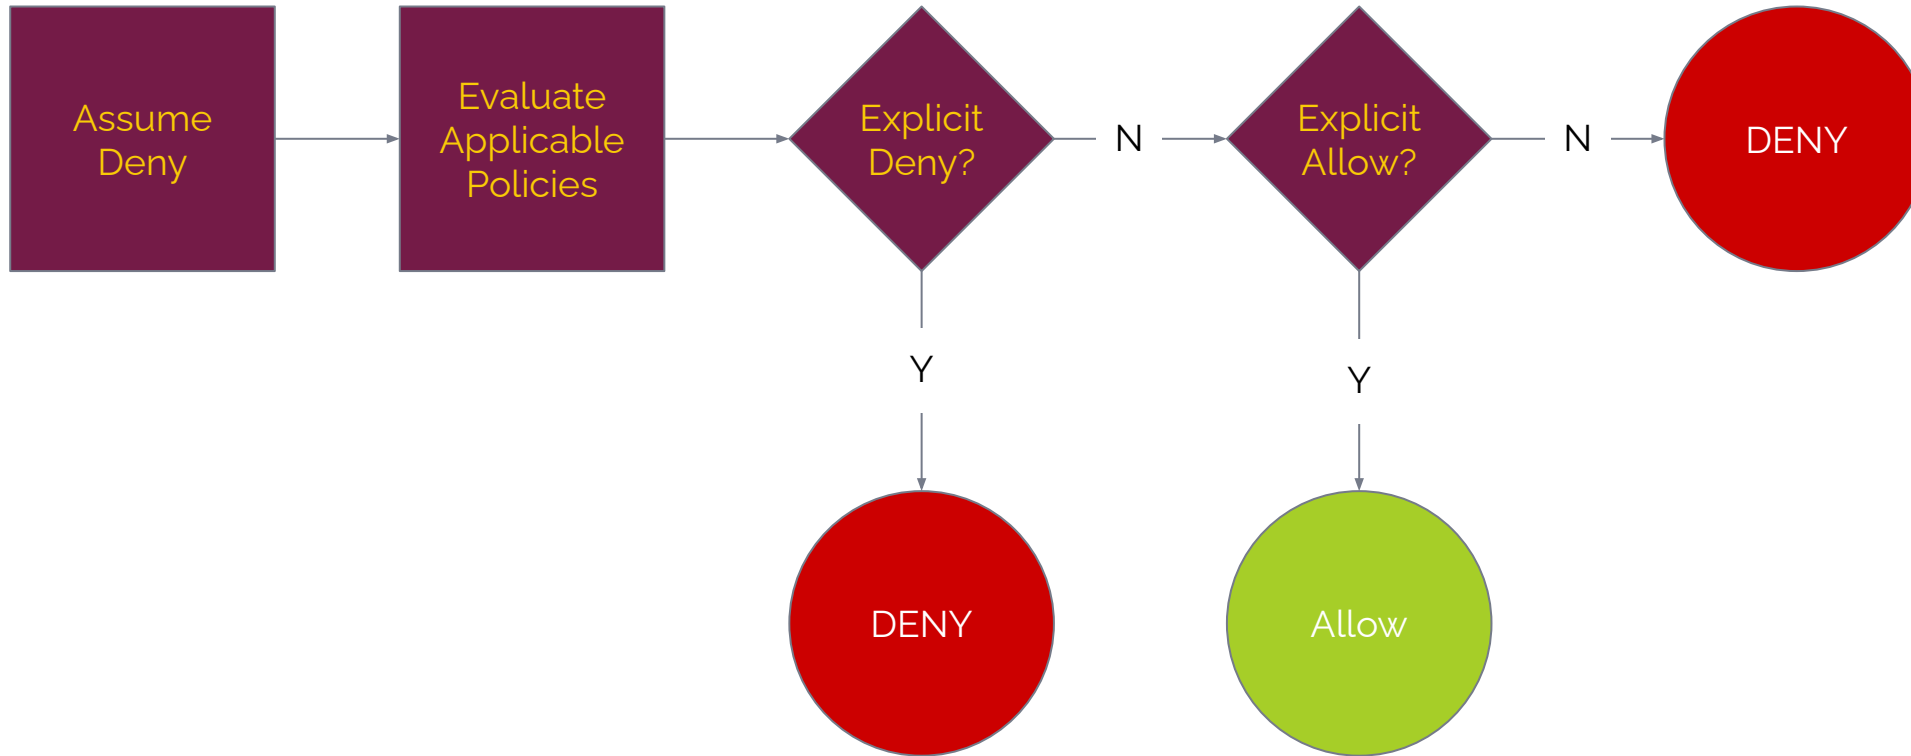 Assume
Deny
Evaluate
Applicable
Policies
Explicit
Deny?
N
Explicit
Allow?
N
DENY
Y
Y
DENY
Allow